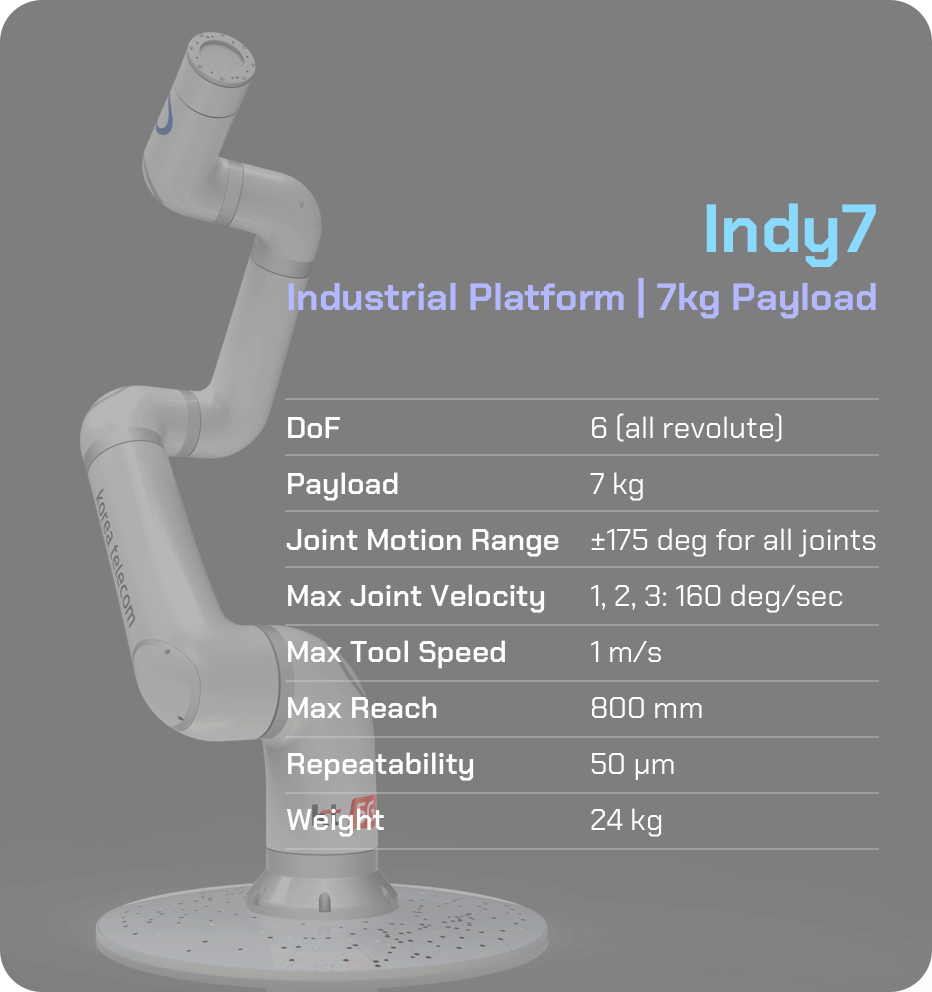 Indy7
Industrial Platform | 7kg Payload
DoF 6 (all revolute)
Payload 7 kg
Joint Motion Range ±175 deg for all joints
Max Joint Velocity 1, 2, 3: 160 deg/sec
Max Tool Speed 1 m/s
Max Reach 800 mm
Repeatability 50 µm
Weight 24 kg
korea telecom
kt 5G